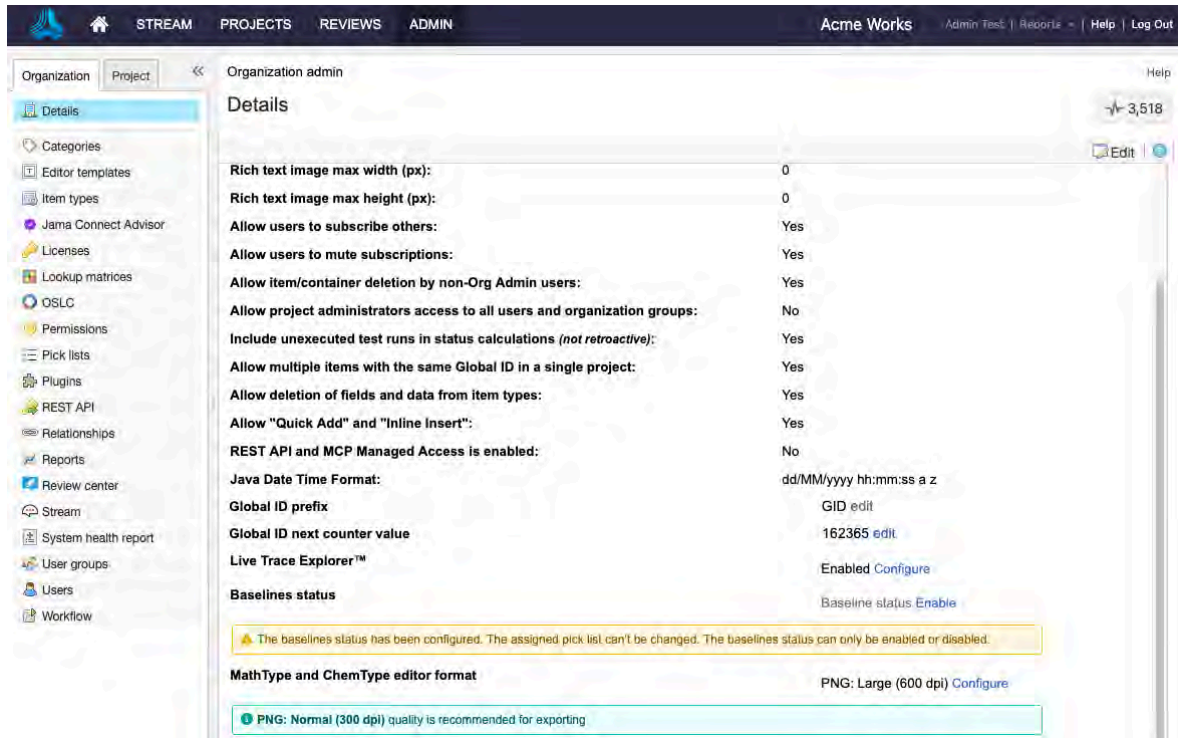 STREAM PROJECTS REVIEWS ADMIN Acme Works Admin Test | Reports | Help | Log Out
Organization Project « Organization admin Help
Details
3,518
Edit
Details
Categories
Editor templates
Item types
Jama Connect Advisor
Licenses
Lookup matrices
OSLC
Permissions
Pick lists
Plugins
REST API
Relationships
Reports
Review center
Stream
System health report
User groups
Users
Workflow
Rich text image max width (px): 0
Rich text image max height (px): 0
Allow users to subscribe others: Yes
Allow users to mute subscriptions: Yes
Allow item/container deletion by non-Org Admin users: Yes
Allow project administrators access to all users and organization groups: No
Include unexecuted test runs in status calculations (not retroactive): Yes
Allow multiple items with the same Global ID in a single project: Yes
Allow deletion of fields and data from item types: Yes
Allow "Quick Add" and "Inline Insert": Yes
REST API and MCP Managed Access is enabled: No
Java Date Time Format: dd/MM/yyyy hh:mm:ss a z
Global ID prefix GID edit
Global ID next counter value 162365 edit
Live Trace Explorer™ Enabled Configure
Baselines status Baseline status Enable
The baselines status has been configured. The assigned pick list can't be changed. The baselines status can only be enabled or disabled.
MathType and ChemType editor format PNG: Large (600 dpi) Configure
PNG: Normal (300 dpi) quality is recommended for exporting